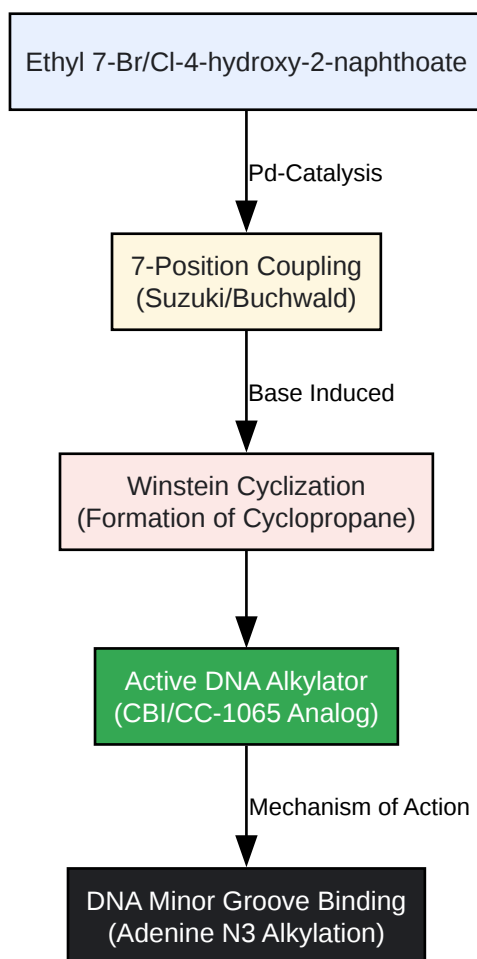 Ethyl 7-Br/Cl-4-hydroxy-2-naphthoate
Pd-Catalysis
7-Position Coupling
(Suzuki/Buchwald)
Base Induced
Winstein Cyclization
(Formation of Cyclopropane)
Active DNA Alkylator
(CBI/CC-1065 Analog)
Mechanism of Action
DNA Minor Groove Binding
(Adenine N3 Alkylation)